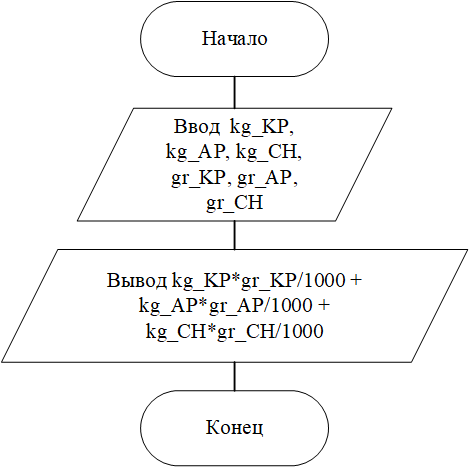 Начало
Ввод kg_KP,
kg_AP, kg_CH,
gr_KP, gr_AP,
gr_CH
Вывод kg_KP*gr_KP/1000 +
kg_AP*gr_AP/1000 +
kg_CH*gr_CH/1000
Конец